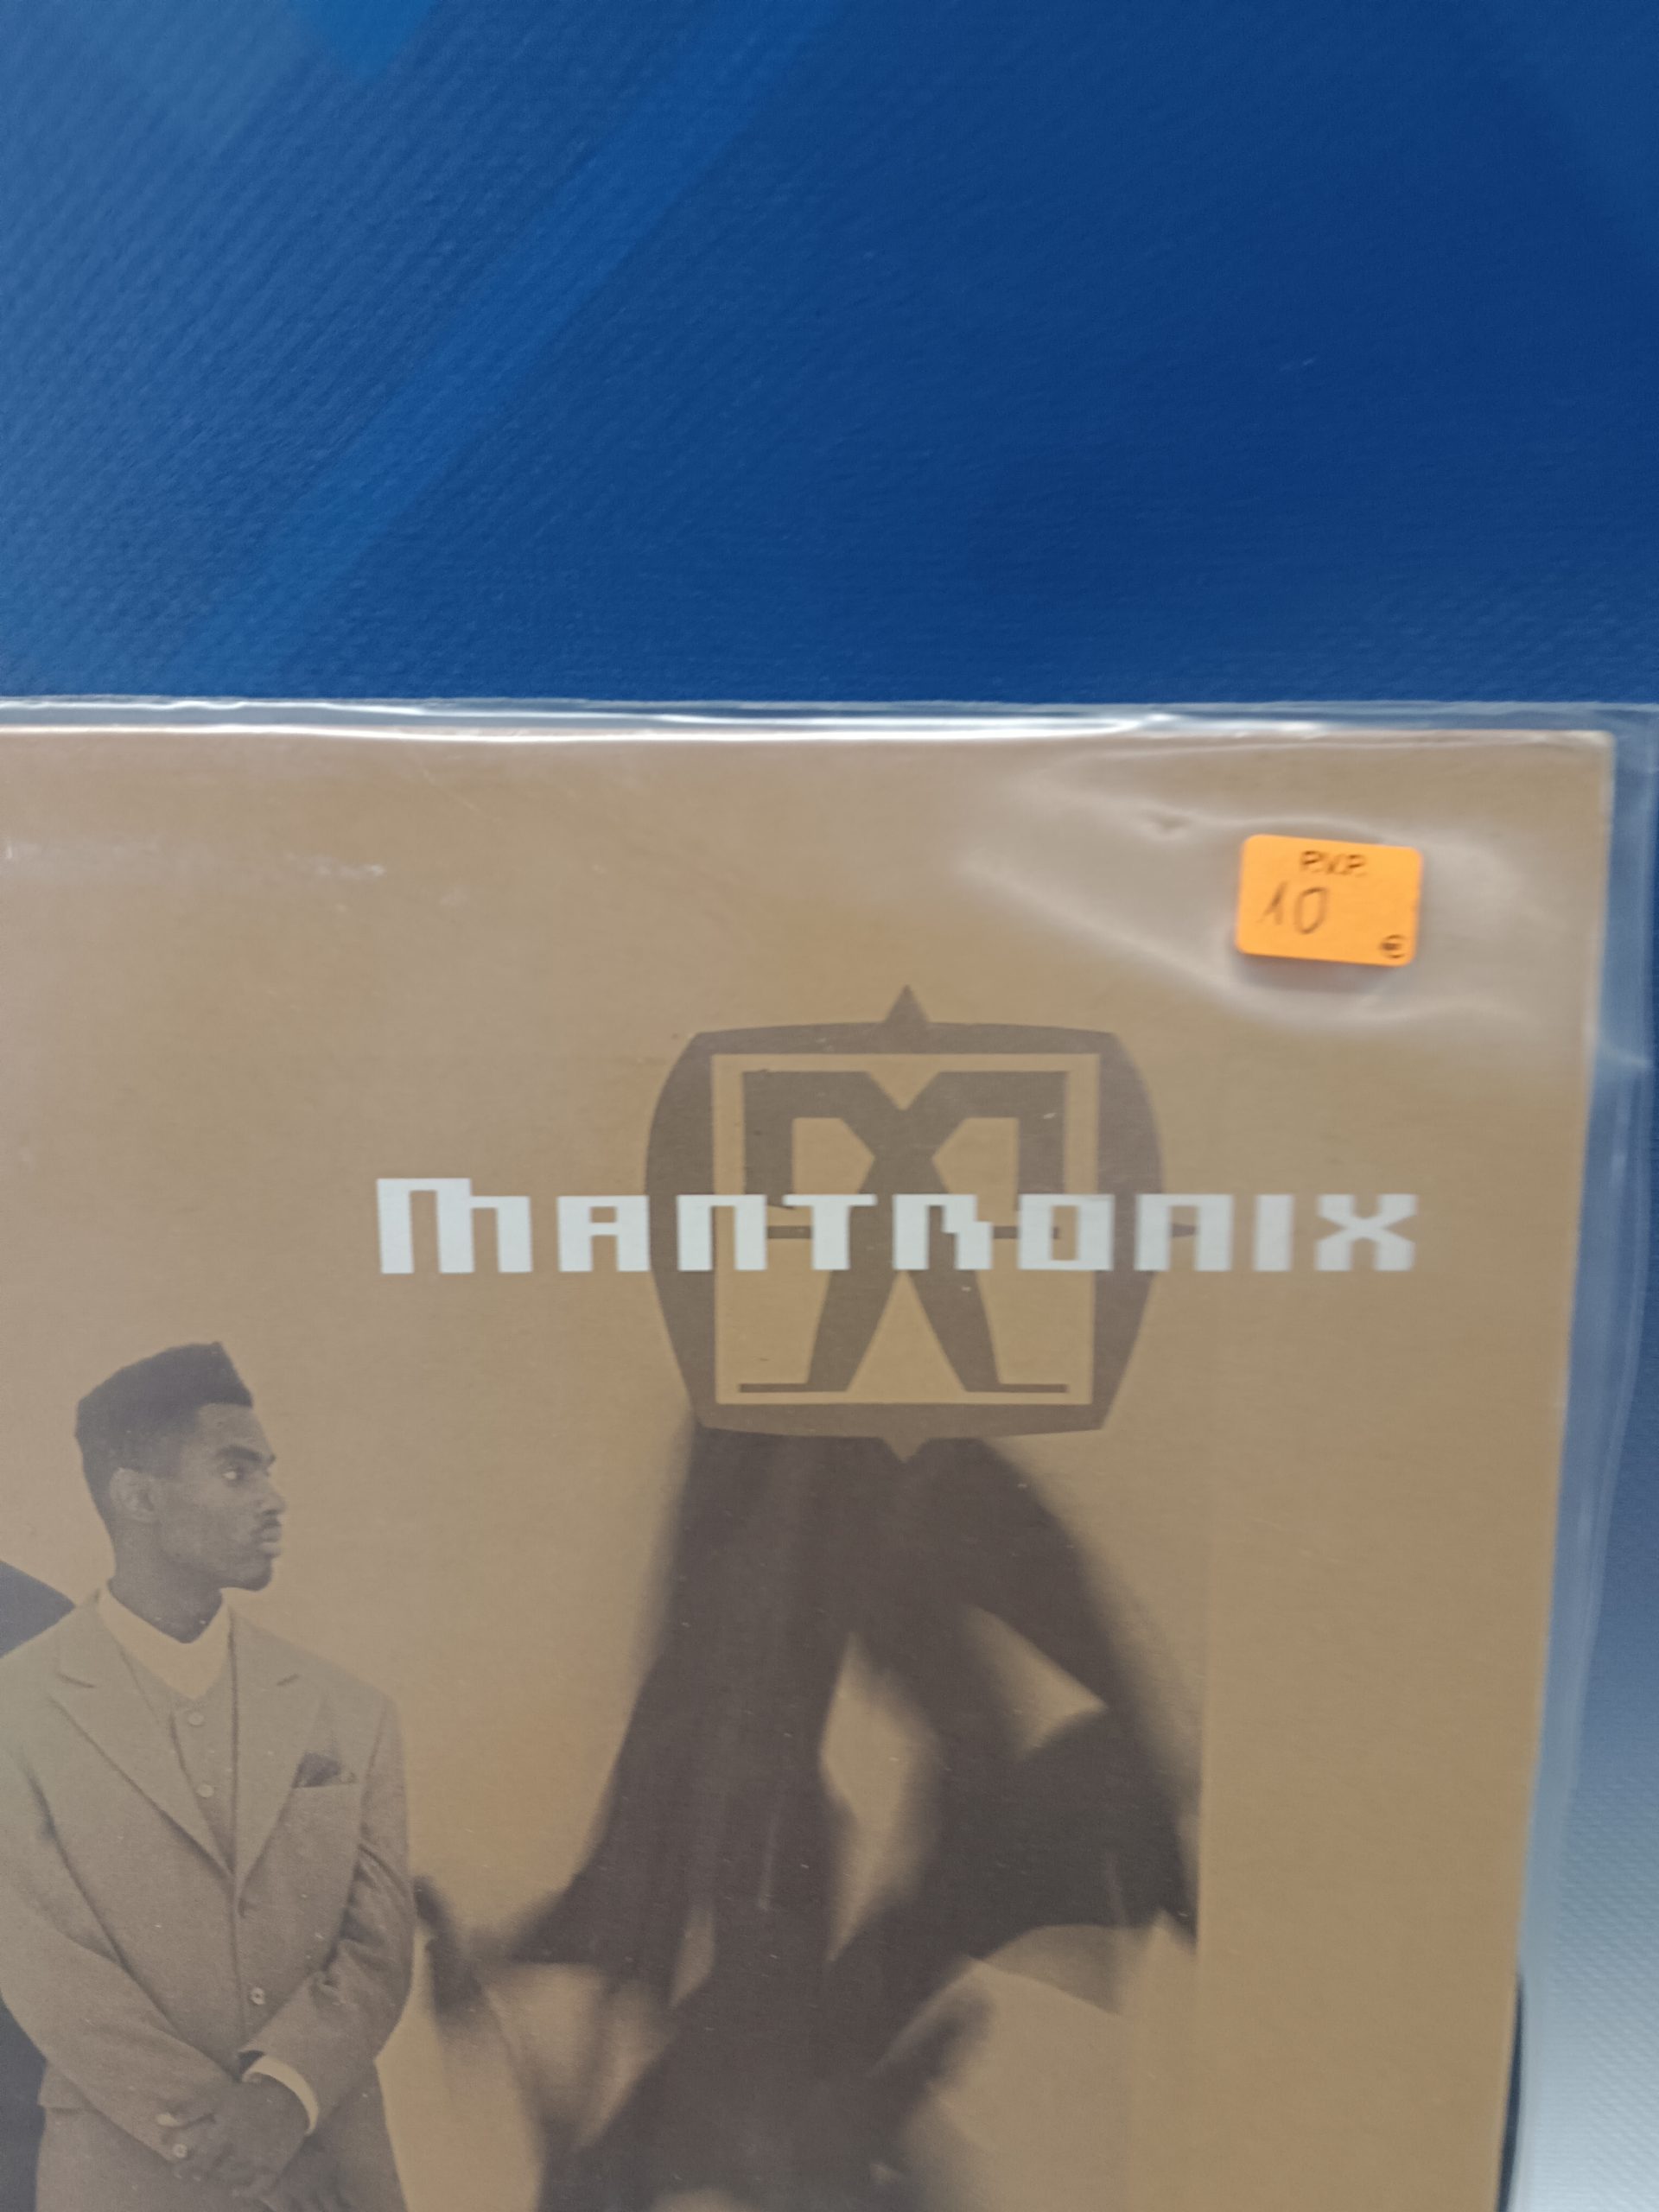 P.V.P.
10
€
MANTRONIX